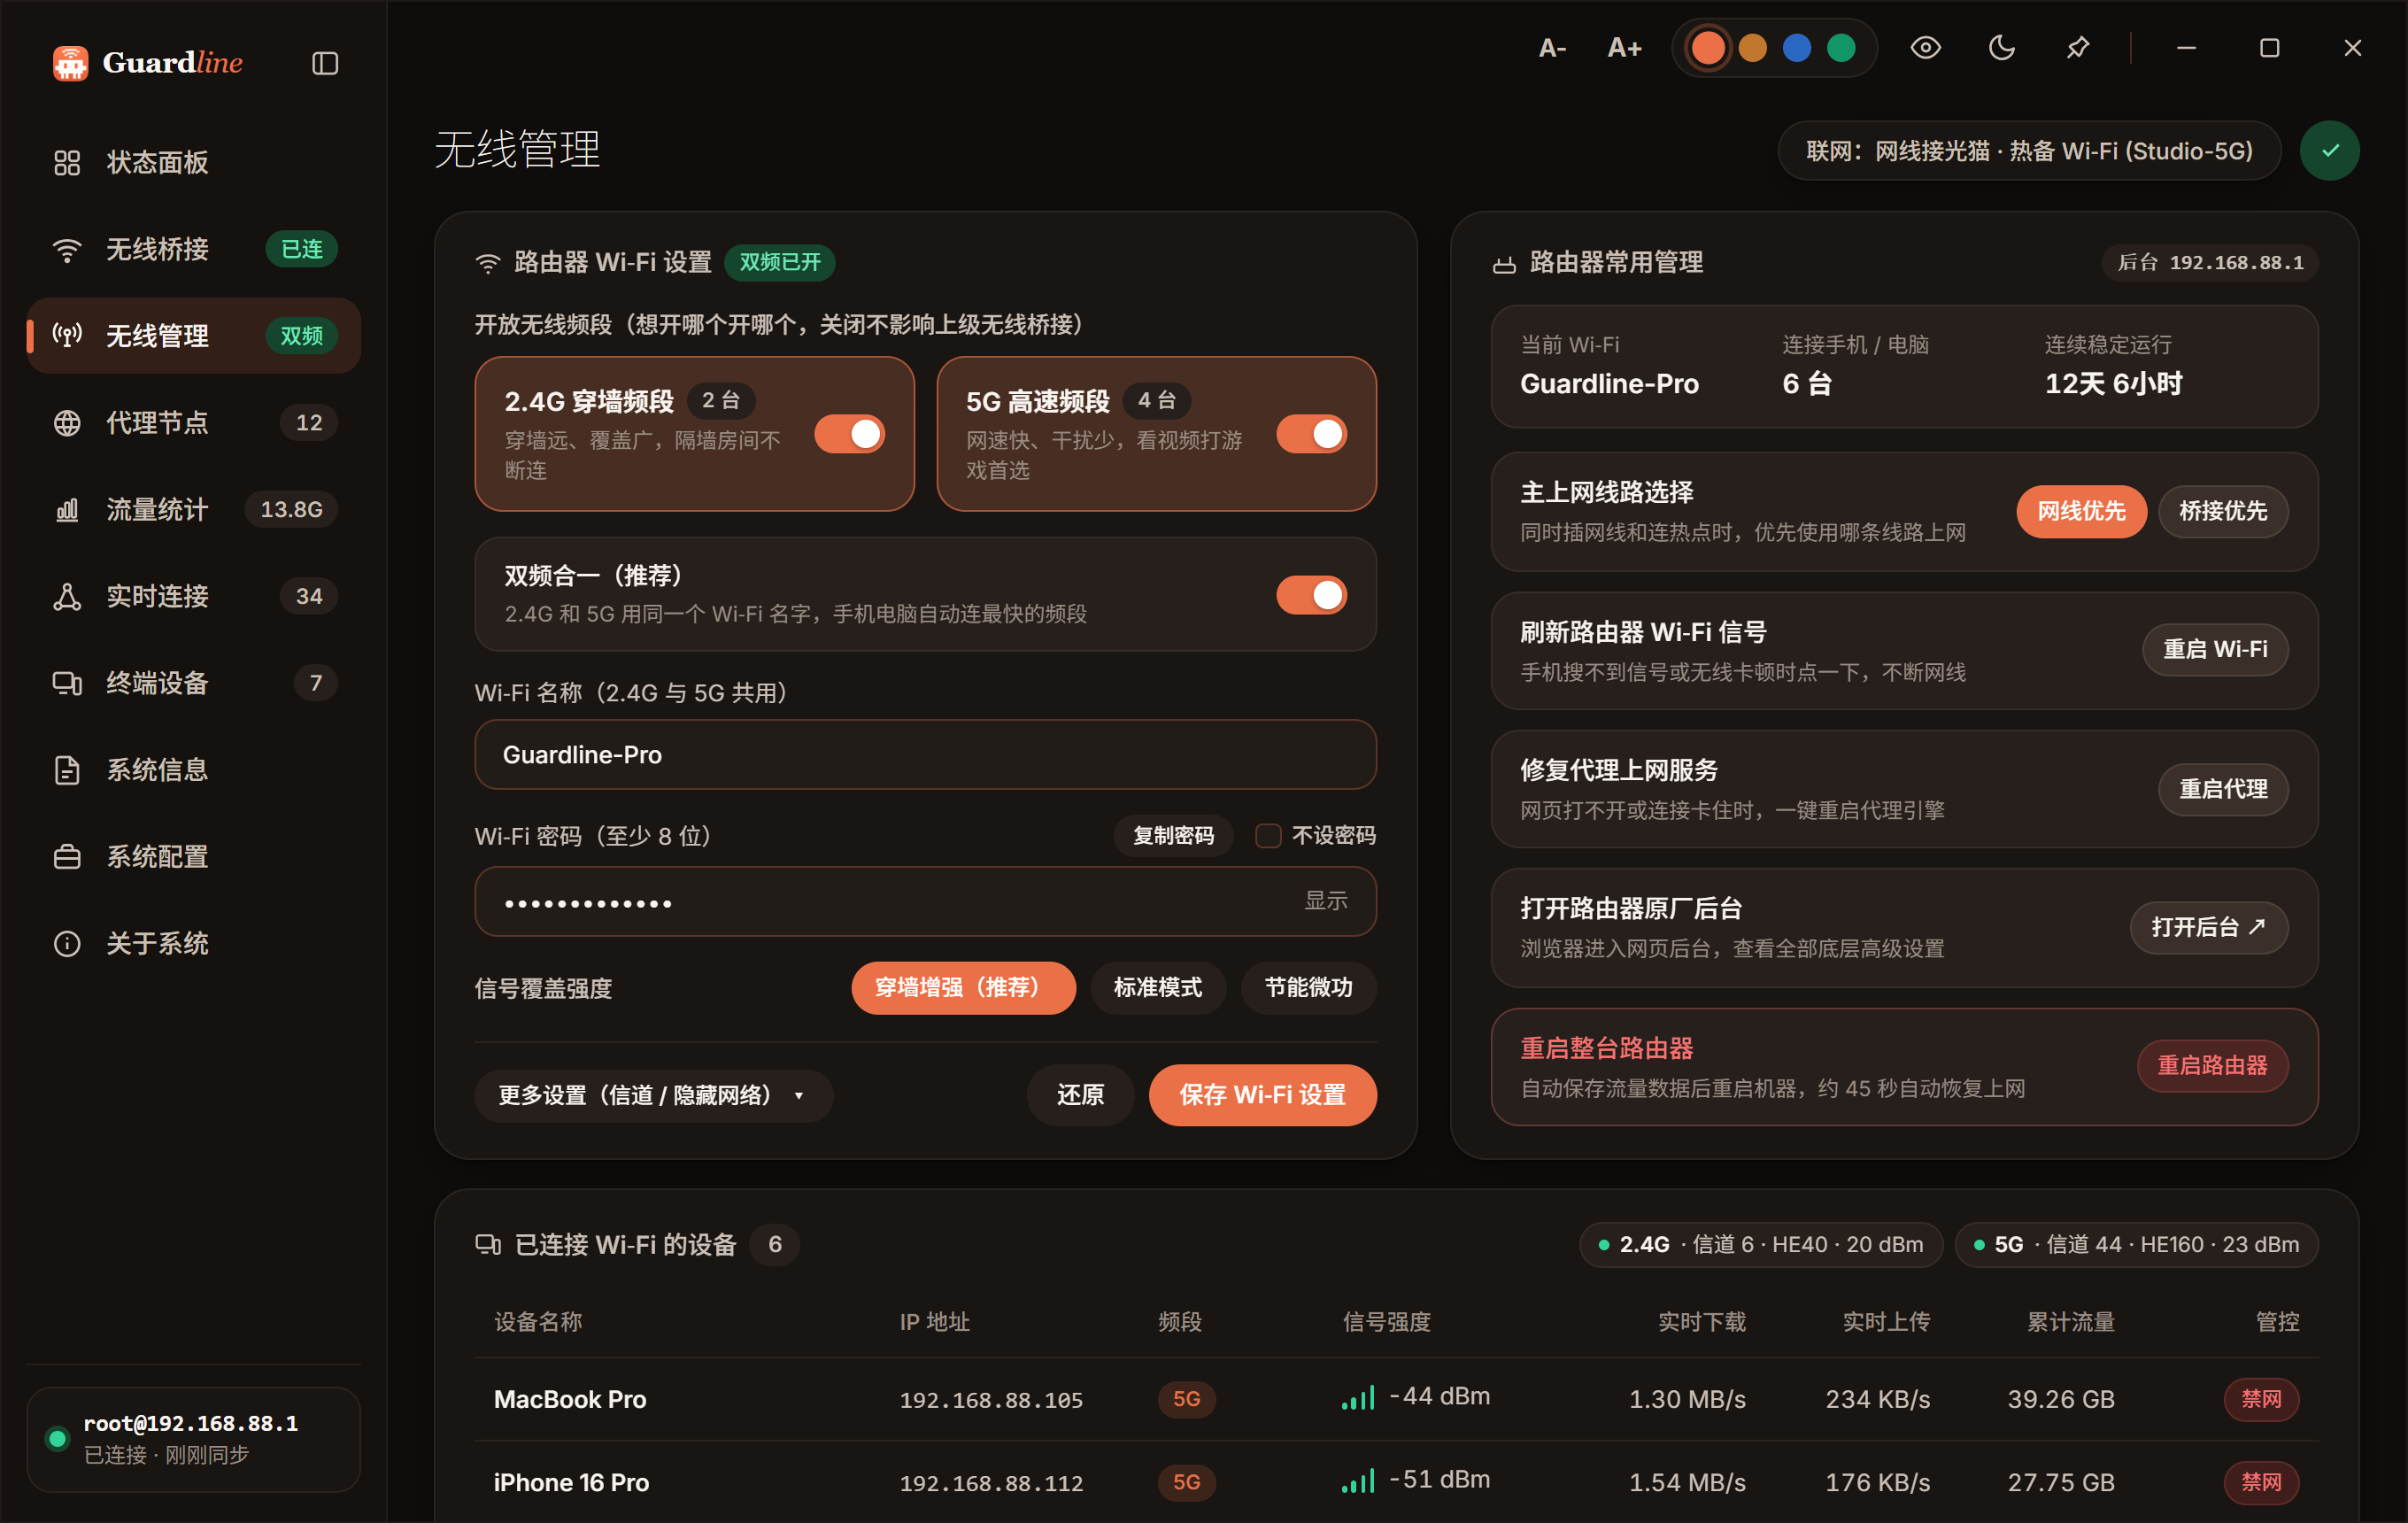 Guardline
A-
A+
状态面板
无线桥接 已连
无线管理 双频
代理节点 12
流量统计 13.8G
实时连接 34
终端设备 7
系统信息
系统配置
关于系统
root@192.168.88.1
已连接 · 刚刚同步
无线管理
联网：网线接光猫 · 热备 Wi-Fi (Studio-5G)
路由器 Wi-Fi 设置 双频已开
开放无线频段（想开哪个开哪个，关闭不影响上级无线桥接）
2.4G 穿墙频段 2 台
穿墙远、覆盖广，隔墙房间不
断连
5G 高速频段 4 台
网速快、干扰少，看视频打游
戏首选
双频合一（推荐）
2.4G 和 5G 用同一个 Wi-Fi 名字，手机电脑自动连最快的频段
Wi-Fi 名称（2.4G 与 5G 共用）
Guardline-Pro
Wi-Fi 密码（至少 8 位）
复制密码
不设密码
•••••••••••••
显示
信号覆盖强度
穿墙增强（推荐）
标准模式
节能微功
更多设置（信道 / 隐藏网络） ▾
还原
保存 Wi-Fi 设置
路由器常用管理
后台 192.168.88.1
当前 Wi-Fi
Guardline-Pro
连接手机 / 电脑
6 台
连续稳定运行
12天 6小时
主上网线路选择
同时插网线和连热点时，优先使用哪条线路上网
网线优先
桥接优先
刷新路由器 Wi-Fi 信号
手机搜不到信号或无线卡顿时点一下，不断网线
重启 Wi-Fi
修复代理上网服务
网页打不开或连接卡住时，一键重启代理引擎
重启代理
打开路由器原厂后台
浏览器进入网页后台，查看全部底层高级设置
打开后台 ↗
重启整台路由器
自动保存流量数据后重启机器，约 45 秒自动恢复上网
重启路由器
已连接 Wi-Fi 的设备 6
2.4G · 信道 6 · HE40 · 20 dBm
5G · 信道 44 · HE160 · 23 dBm
设备名称 IP 地址 频段 信号强度 实时下载 实时上传 累计流量 管控
MacBook Pro 192.168.88.105 5G -44 dBm 1.30 MB/s 234 KB/s 39.26 GB 禁网
iPhone 16 Pro 192.168.88.112 5G -51 dBm 1.54 MB/s 176 KB/s 27.75 GB 禁网